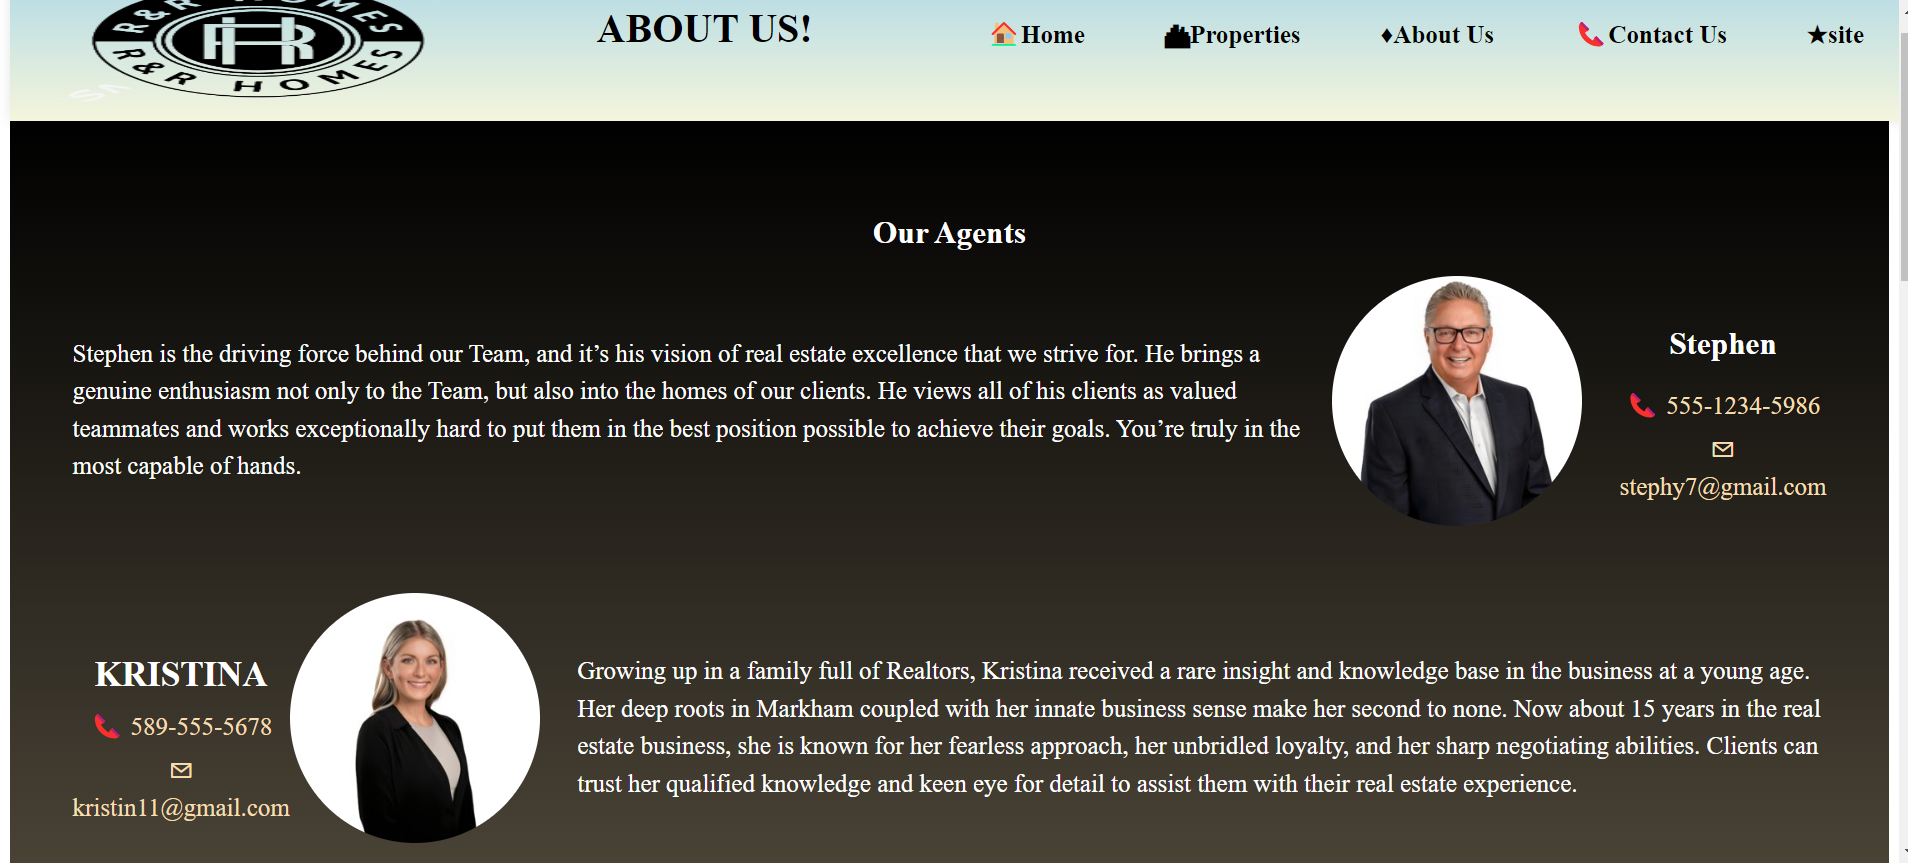 R&R HOMES
R&R HOMES
ABOUT US!
Home
Properties
About Us
Contact Us
site
Our Agents
Stephen is the driving force behind our Team, and it’s his vision of real estate excellence that we strive for. He brings a
genuine enthusiasm not only to the Team, but also into the homes of our clients. He views all of his clients as valued
teammates and works exceptionally hard to put them in the best position possible to achieve their goals. You’re truly in the
most capable of hands.
Stephen
555-1234-5986
stephy7@gmail.com
KRISTINA
589-555-5678
kristin11@gmail.com
Growing up in a family full of Realtors, Kristina received a rare insight and knowledge base in the business at a young age.
Her deep roots in Markham coupled with her innate business sense make her second to none. Now about 15 years in the real
estate business, she is known for her fearless approach, her unbridled loyalty, and her sharp negotiating abilities. Clients can
trust her qualified knowledge and keen eye for detail to assist them with their real estate experience.